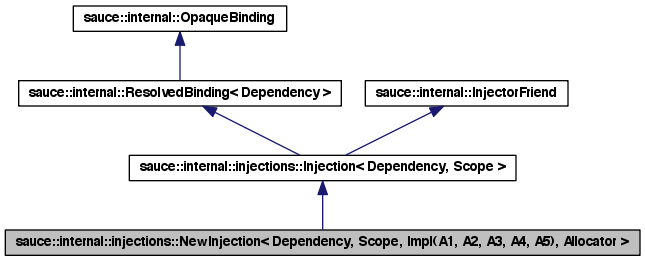 sauce::internal::OpaqueBinding
sauce::internal::ResolvedBinding< Dependency >
sauce::internal::InjectorFriend
sauce::internal::injections::Injection< Dependency, Scope >
sauce::internal::injections::NewInjection< Dependency, Scope, Impl( A1, A2, A3, A4, A5), Allocator >